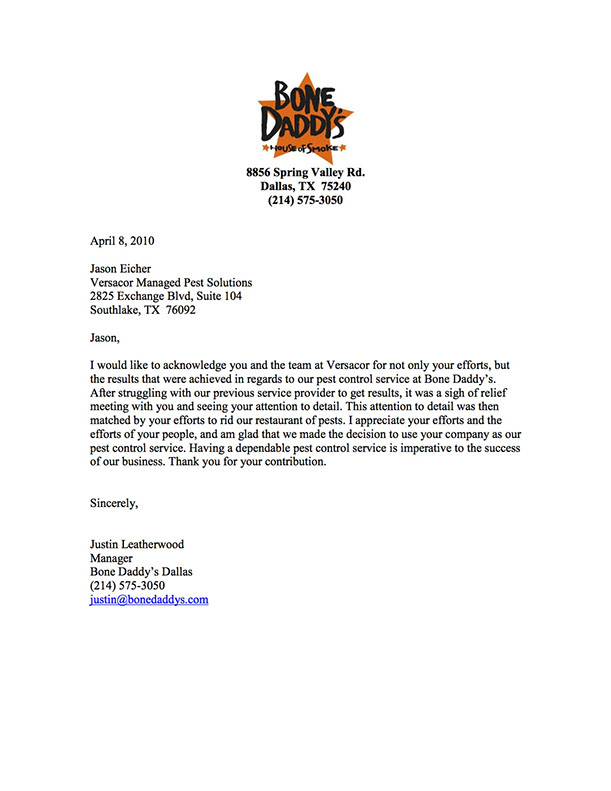 BONE
DADDY'S
HOUSE OF SMOKE
8856 Spring Valley Rd.
Dallas, TX  75240
(214) 575-3050
April 8, 2010
Jason Eicher
Versacor Managed Pest Solutions
2825 Exchange Blvd, Suite 104
Southlake, TX  76092
Jason,
I would like to acknowledge you and the team at Versacor for not only your efforts, but
the results that were achieved in regards to our pest control service at Bone Daddy’s.
After struggling with our previous service provider to get results, it was a sigh of relief
meeting with you and seeing your attention to detail. This attention to detail was then
matched by your efforts to rid our restaurant of pests. I appreciate your efforts and the
efforts of your people, and am glad that we made the decision to use your company as our
pest control service. Having a dependable pest control service is imperative to the success
of our business. Thank you for your contribution.
Sincerely,
Justin Leatherwood
Manager
Bone Daddy’s Dallas
(214) 575-3050
justin@bonedaddys.com